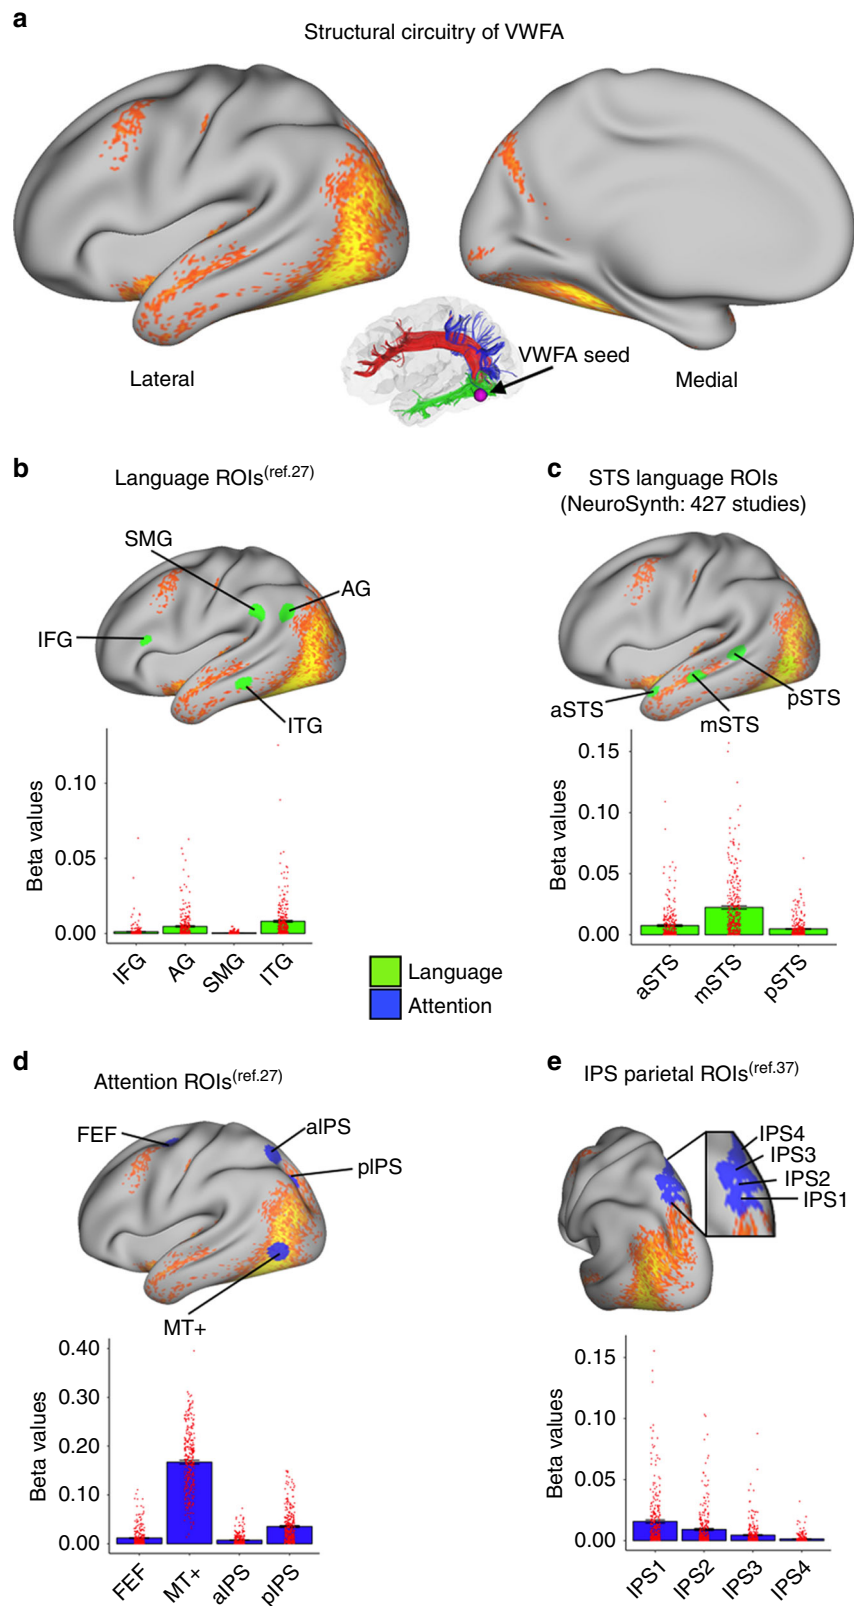 a
Structural circuitry of VWFA
VWFA seed
Lateral
Medial
b
Language ROIs(ref.27)
SMG
AG
IFG
ITG
Beta values
0.10
0.05
0.00
IFG
AG
SMG
ITG
c
STS language ROIs
(NeuroSynth: 427 studies)
aSTS
mSTS
pSTS
Beta values
0.15
0.10
0.05
0.00
aSTS
mSTS
pSTS
Language
Attention
d
Attention ROIs(ref.27)
FEF
aIPS
pIPS
MT+
Beta values
0.40
0.30
0.20
0.10
0.00
FEF
MT+
aIPS
pIPS
e
IPS parietal ROIs(ref.37)
IPS4
IPS3
IPS2
IPS1
Beta values
0.15
0.10
0.05
0.00
IPS1
IPS2
IPS3
IPS4